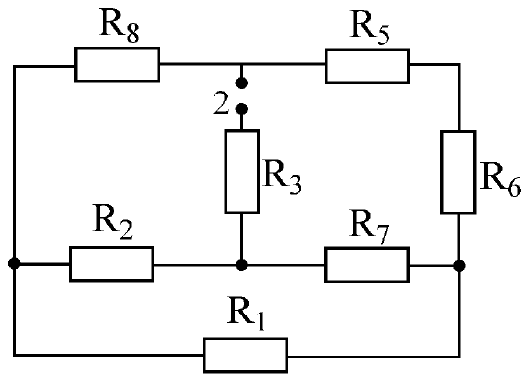 R₈ R₅
2
R₃ R₆
R₂ R₇
R₁